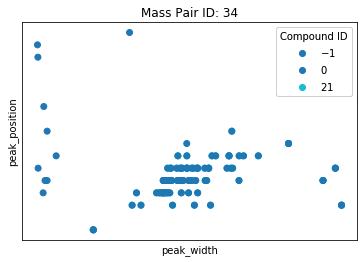 Mass Pair ID: 34
Compound ID
−1
0
21
peak_position
peak_width